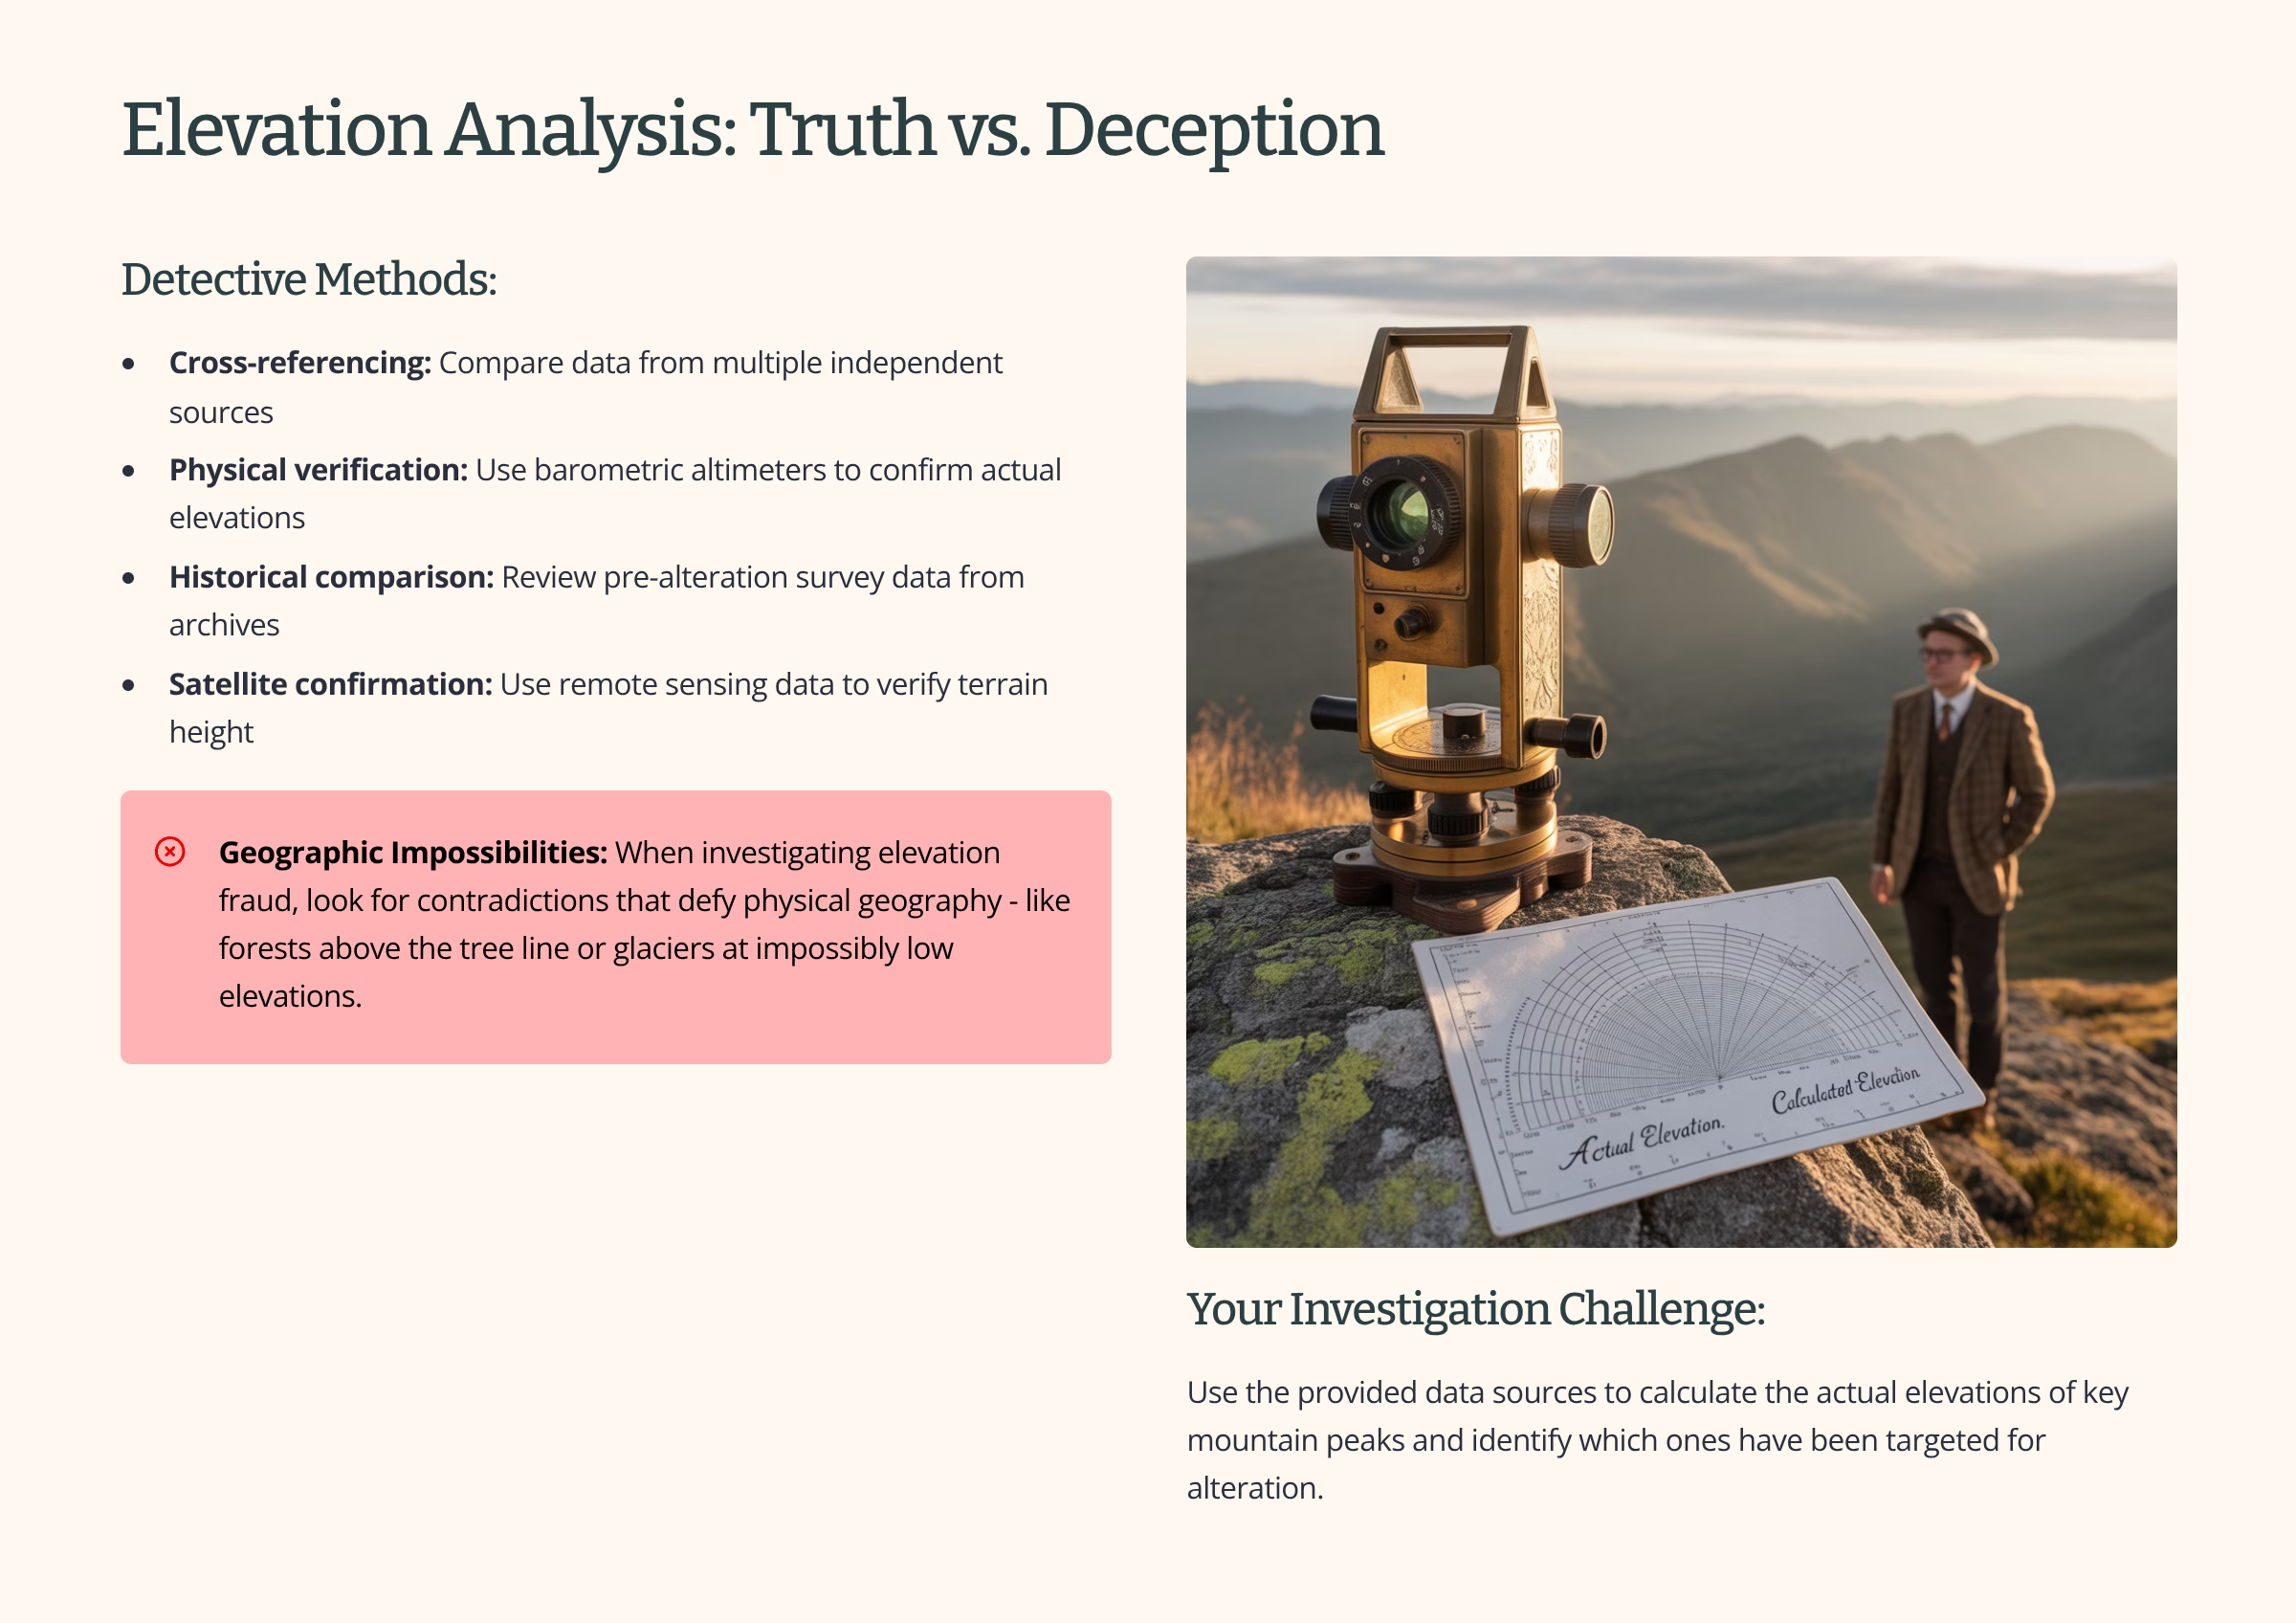 Elevation Analysis: Truth vs. Deception
Detective Methods:
• Cross-referencing: Compare data from multiple independent
sources
• Physical verification: Use barometric altimeters to confirm actual
elevations
• Historical comparison: Review pre-alteration survey data from
archives
• Satellite confirmation: Use remote sensing data to verify terrain
height
Geographic Impossibilities: When investigating elevation
fraud, look for contradictions that defy physical geography - like
forests above the tree line or glaciers at impossibly low
elevations.
Actual Elevation.
Calculated Elevation
Your Investigation Challenge:
Use the provided data sources to calculate the actual elevations of key
mountain peaks and identify which ones have been targeted for
alteration.